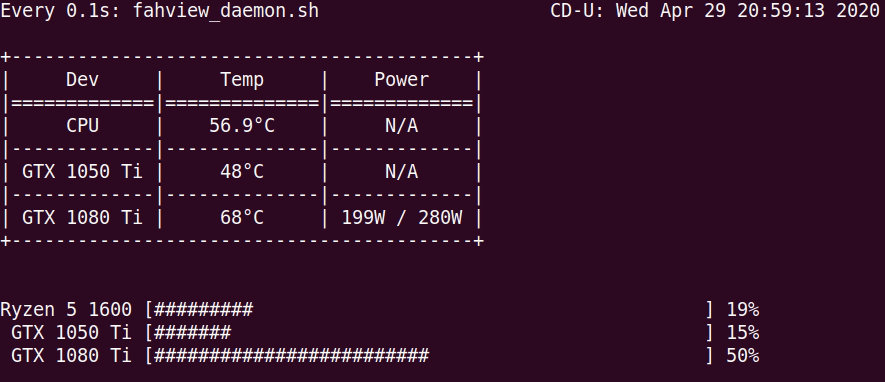 Every 0.1s: fahview_daemon.sh                     CD-U: Wed Apr 29 20:59:13 2020

+------------------------------------------+
|     Dev     |     Temp     |    Power    |
|=============|==============|=============|
|     CPU     |    56.9°C    |     N/A     |
|-------------|--------------|-------------|
| GTX 1050 Ti |     48°C     |     N/A     |
|-------------|--------------|-------------|
| GTX 1080 Ti |     68°C     | 199W / 280W |
+------------------------------------------+

Ryzen 5 1600 [#########                                         ] 19%
 GTX 1050 Ti [#######                                           ] 15%
 GTX 1080 Ti [#########################                         ] 50%